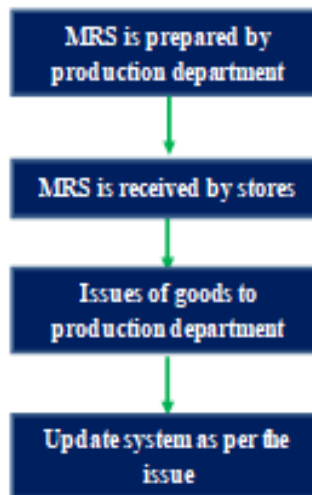 MRS is prepared by
production department
MRS is received by stores
Issues of goods to
production department
Update system as per the
issue